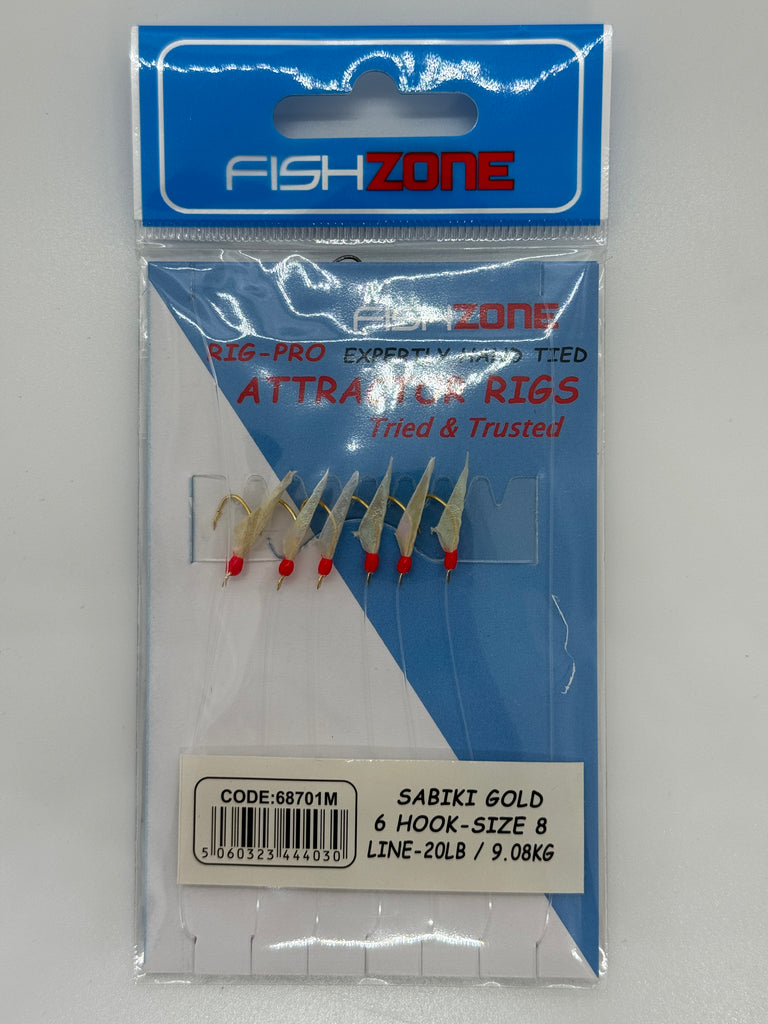 FISHZONE
FISHZONE
RIG-PRO EXPERTLY HAND TIED
ATTRACTOR RIGS
Tried & Trusted
CODE:68701M
5 060323 444030
SABIKI GOLD
6 HOOK-SIZE 8
LINE-20LB / 9.08KG